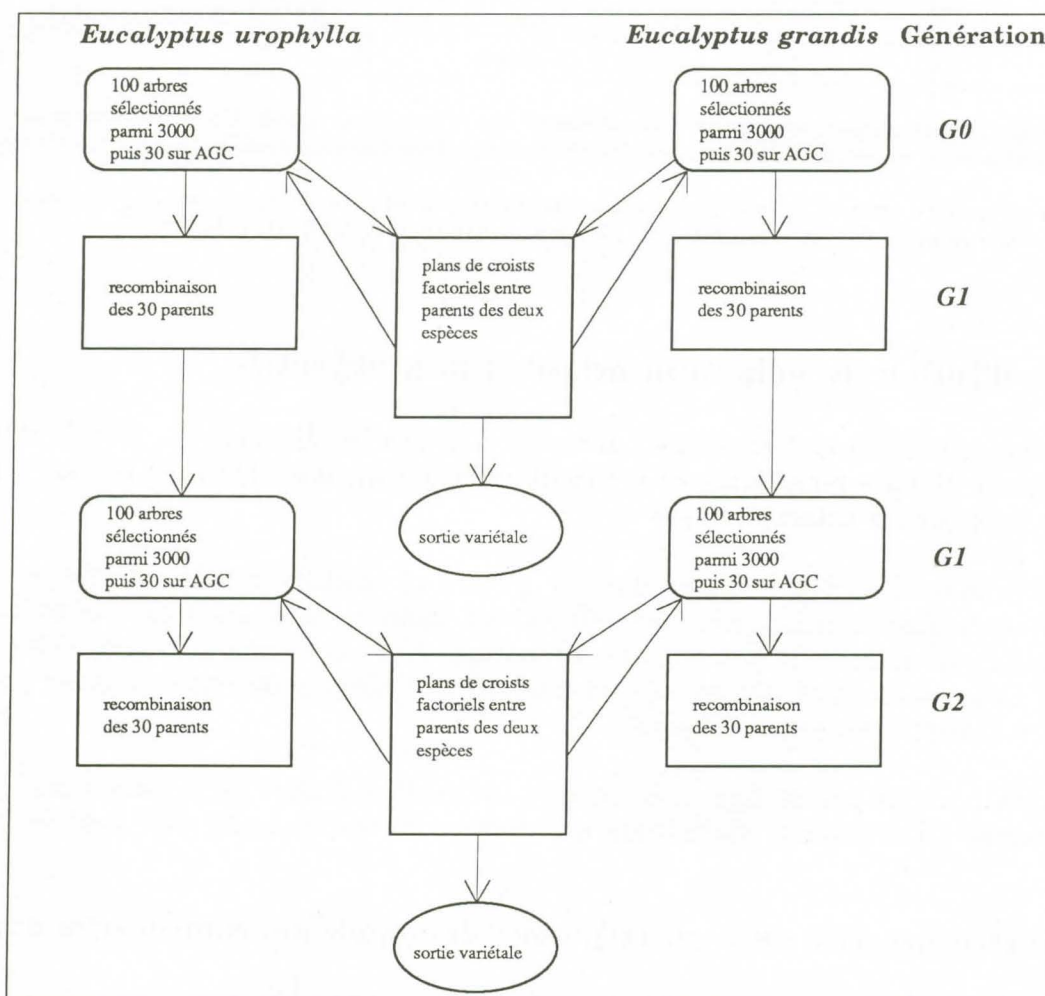 Eucalyptus urophylla
Eucalyptus grandis Génération
100 arbres
sélectionnés
parmi 3000
puis 30 sur AGC
100 arbres
sélectionnés
parmi 3000
puis 30 sur AGC
G0
recombinaison
des 30 parents
plans de croists
factoriels entre
parents des deux
espèces
recombinaison
des 30 parents
G1
sortie variétale
100 arbres
sélectionnés
parmi 3000
puis 30 sur AGC
100 arbres
sélectionnés
parmi 3000
puis 30 sur AGC
G1
recombinaison
des 30 parents
plans de croists
factoriels entre
parents des deux
espèces
recombinaison
des 30 parents
G2
sortie variétale